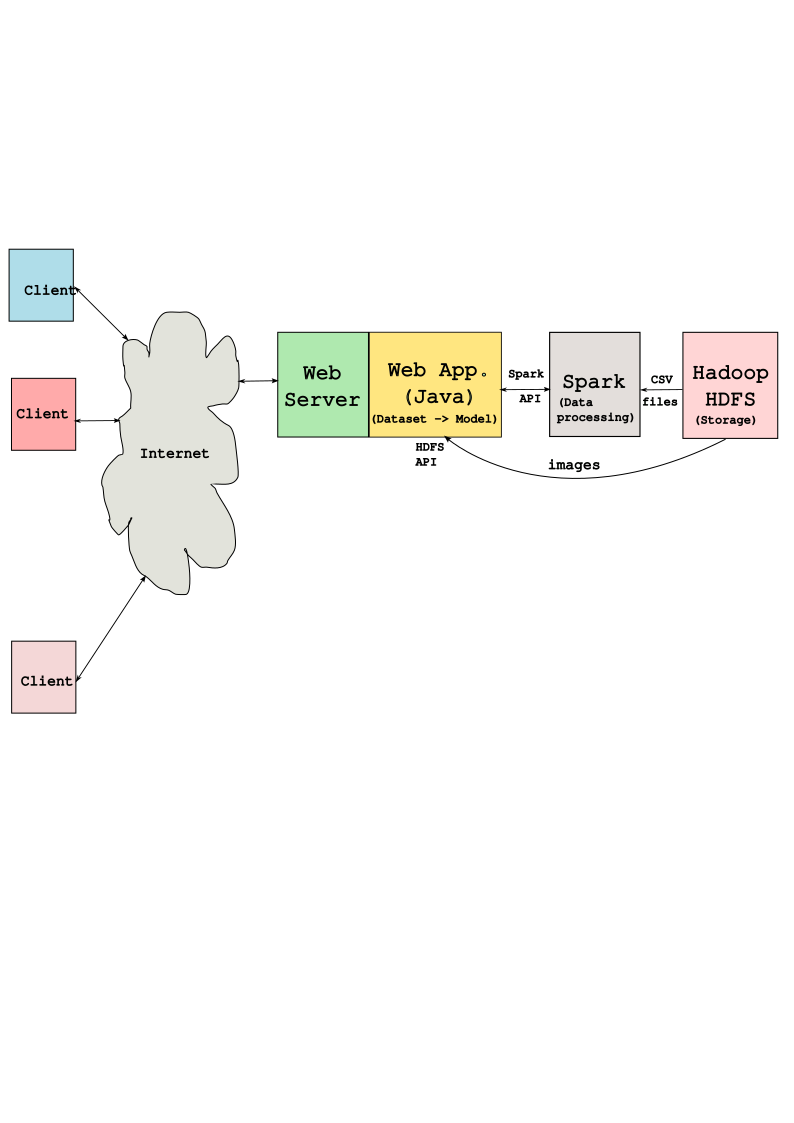 Client
Client
Internet
Client
Web
Server
Web App.
(Java)
(Dataset -> Model)
HDFS
API
Spark
API
Spark
(Data
processing)
CSV
files
images
Hadoop
HDFS
(Storage)